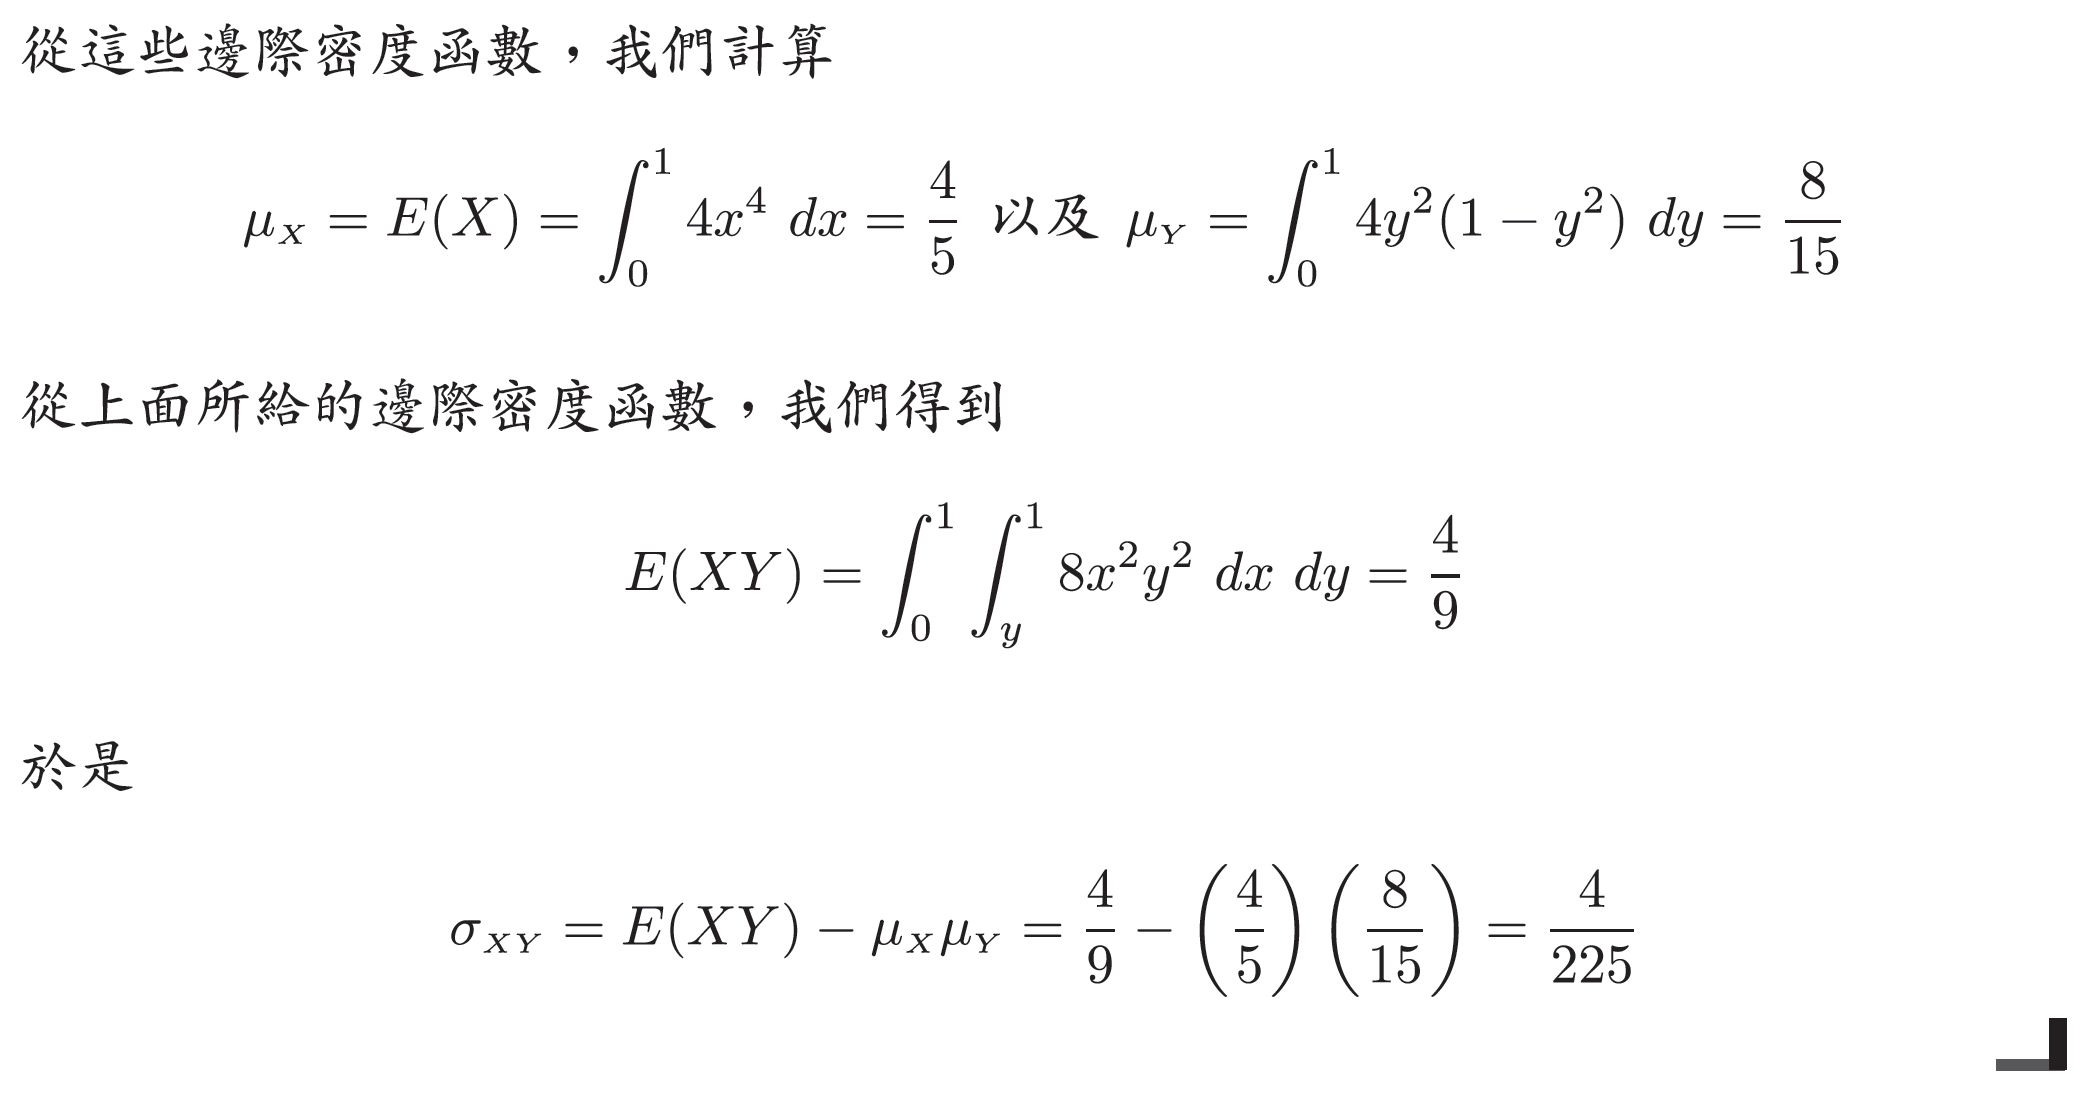 從這些邊際密度函數，我們計算
$\mu_X = E(X) = \int_0^1 4x^4 \ dx = \frac{4}{5}$ 以及 $\mu_Y = \int_0^1 4y^2(1 - y^2) \ dy = \frac{8}{15}$
從上面所給的邊際密度函數，我們得到
$E(XY) = \int_0^1 \int_y^1 8x^2y^2 \ dx \ dy = \frac{4}{9}$
於是
$\sigma_{XY} = E(XY) - \mu_X\mu_Y = \frac{4}{9} - \left(\frac{4}{5}\right)\left(\frac{8}{15}\right) = \frac{4}{225}$